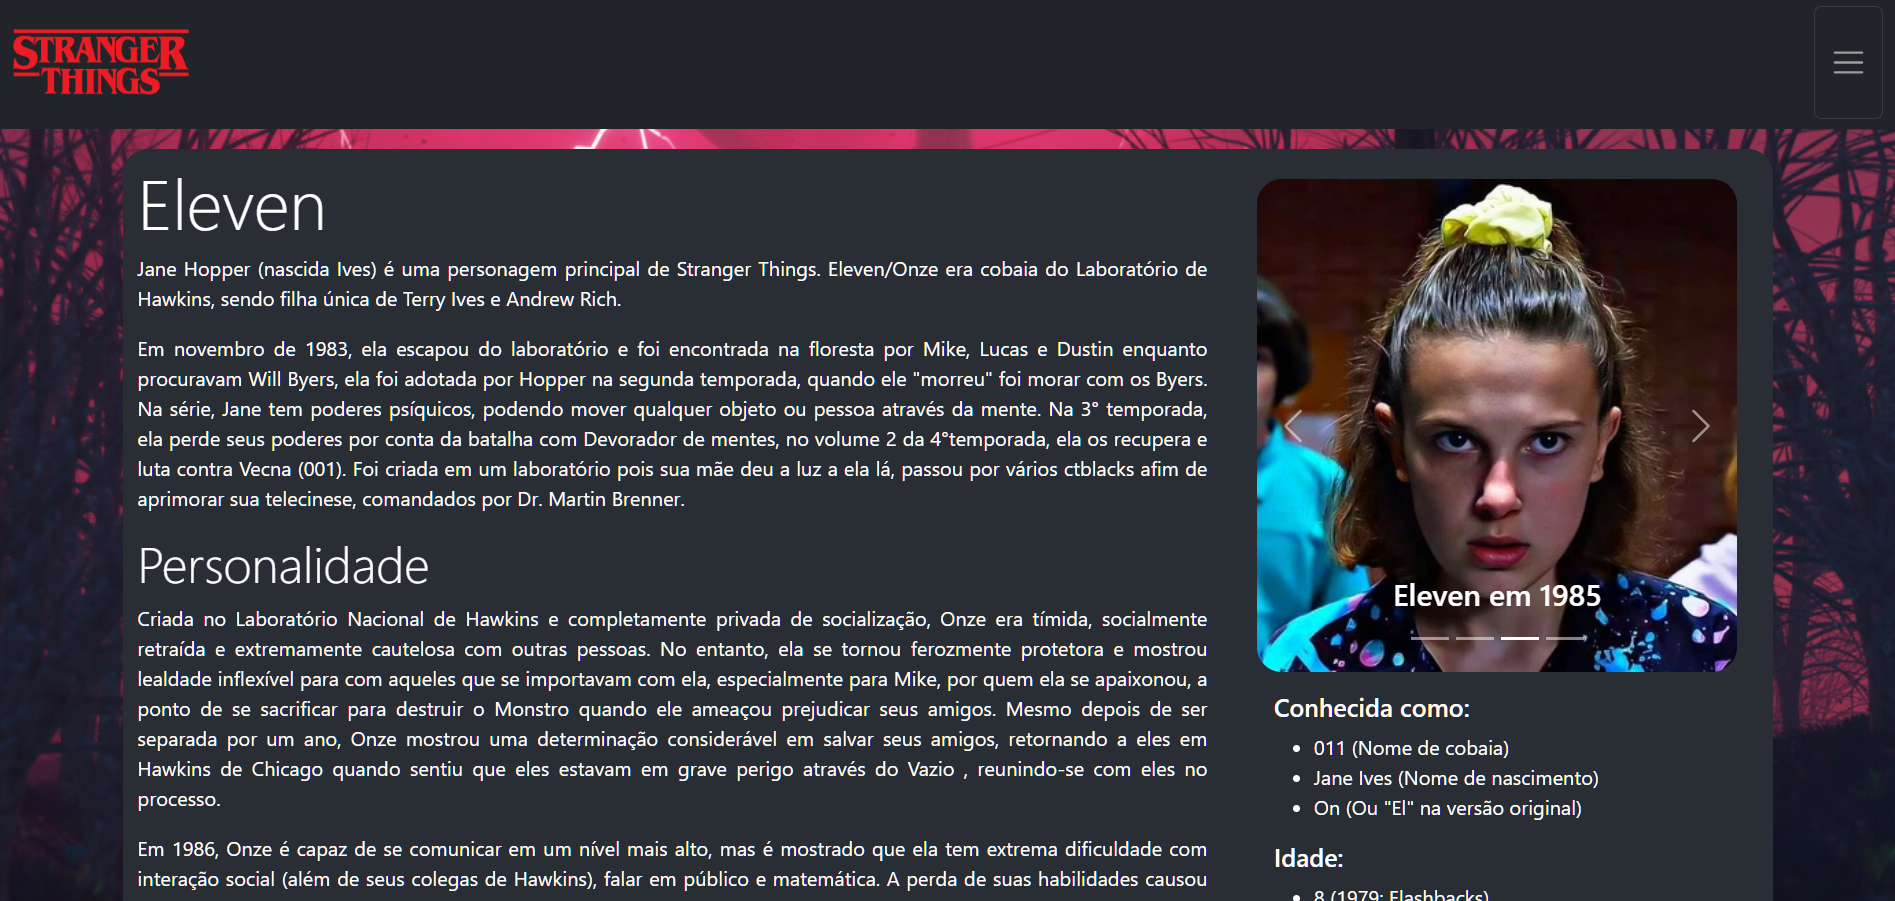 STRANGER
THINGS
Eleven
Jane Hopper (nascida Ives) é uma personagem principal de Stranger Things. Eleven/Onze era cobaia do Laboratório de
Hawkins, sendo filha única de Terry Ives e Andrew Rich.
Em novembro de 1983, ela escapou do laboratório e foi encontrada na floresta por Mike, Lucas e Dustin enquanto
procuravam Will Byers, ela foi adotada por Hopper na segunda temporada, quando ele "morreu" foi morar com os Byers.
Na série, Jane tem poderes psíquicos, podendo mover qualquer objeto ou pessoa através da mente. Na 3° temporada,
ela perde seus poderes por conta da batalha com Devorador de mentes, no volume 2 da 4°temporada, ela os recupera e
luta contra Vecna (001). Foi criada em um laboratório pois sua mãe deu a luz a ela lá, passou por vários ctblacks afim de
aprimorar sua telecinese, comandados por Dr. Martin Brenner.
Personalidade
Criada no Laboratório Nacional de Hawkins e completamente privada de socialização, Onze era tímida, socialmente
retraída e extremamente cautelosa com outras pessoas. No entanto, ela se tornou ferozmente protetora e mostrou
lealdade inflexível para com aqueles que se importavam com ela, especialmente para Mike, por quem ela se apaixonou, a
ponto de se sacrificar para destruir o Monstro quando ele ameaçou prejudicar seus amigos. Mesmo depois de ser
separada por um ano, Onze mostrou uma determinação considerável em salvar seus amigos, retornando a eles em
Hawkins de Chicago quando sentiu que eles estavam em grave perigo através do Vazio , reunindo-se com eles no
processo.
Em 1986, Onze é capaz de se comunicar em um nível mais alto, mas é mostrado que ela tem extrema dificuldade com
interação social (além de seus colegas de Hawkins), falar em público e matemática. A perda de suas habilidades causou
Eleven em 1985
Conhecida como:
• 011 (Nome de cobaia)
• Jane Ives (Nome de nascimento)
• On (Ou "El" na versão original)
Idade:
• 8 (1979: Flashbacks)